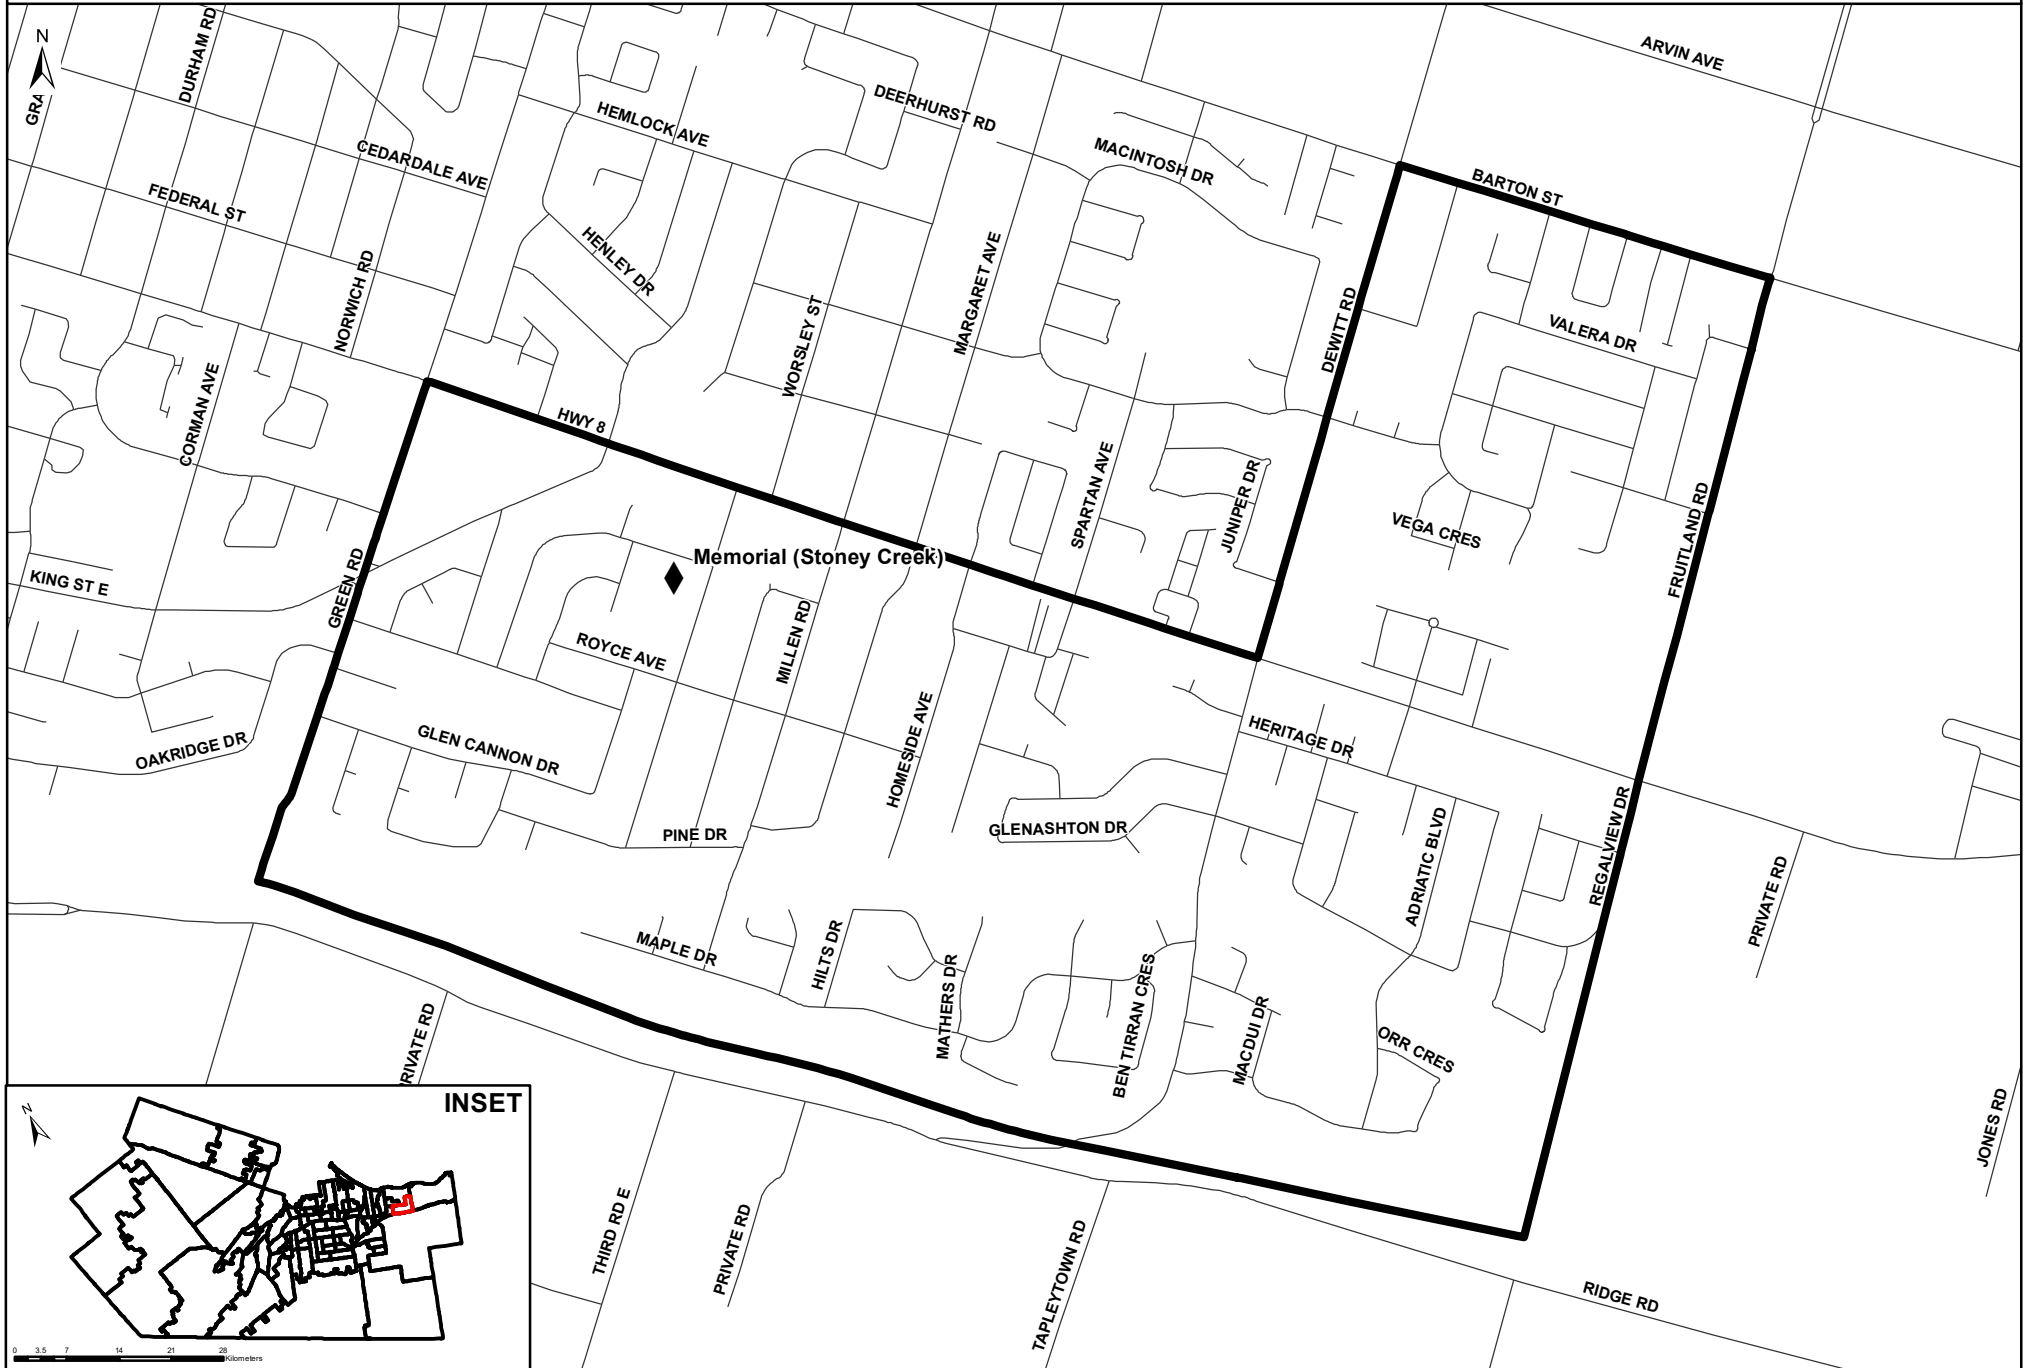 ARVIN AVE
N
DURHAM RD
GRA
HEMLOCK AVE
DEERHURST RD
CEDARDALE AVE
MACINTOSH DR
BARTON ST
FEDERAL ST
HENLEY DR
NORWICH RD
WORSLEY ST
MARGARET AVE
DEWITT RD
VALERA DR
CORMAN AVE
HWY 8
SPARTAN AVE
JUNIPER DR
VEGA CRES
FRUITLAND RD
Memorial (Stoney Creek)
KING ST E
GREEN RD
ROYCE AVE
MILLEN RD
HOMESIDE AVE
HERITAGE DR
OAKRIDGE DR
GLEN CANNON DR
PINE DR
GLENASHTON DR
ADRIATIC BLVD
REGALVIEW DR
PRIVATE RD
MAPLE DR
HILTS DR
MATHERS DR
BEN TIRRAN CRES
MACDUI DR
ORR CRES
RIVATE RD
JONES RD
INSET
N
THIRD RD E
PRIVATE RD
TAPLEYTOWN RD
RIDGE RD
0 3.5 7 14 21 28
Kilometers